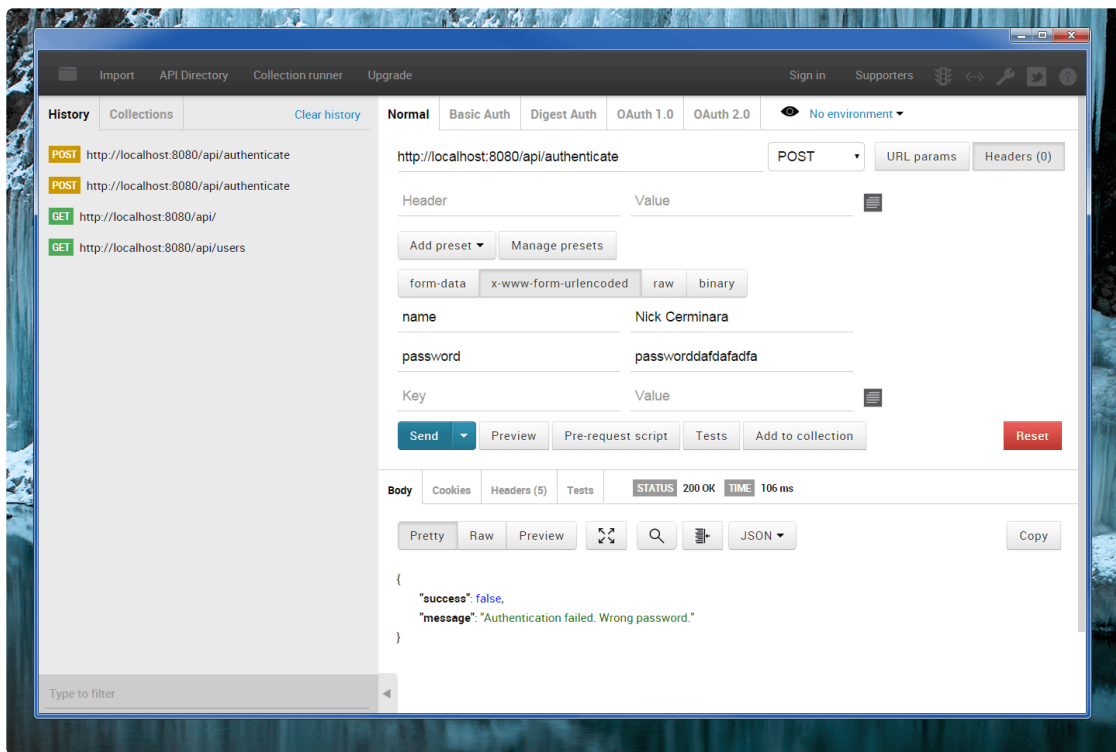 Import API Directory Collection runner Upgrade Sign in Supporters
History Collections Clear history
POST http://localhost:8080/api/authenticate
POST http://localhost:8080/api/authenticate
GET http://localhost:8080/api/
GET http://localhost:8080/api/users
Type to filter
Normal Basic Auth Digest Auth OAuth 1.0 OAuth 2.0 No environment
http://localhost:8080/api/authenticate POST URL params Headers (0)
Header Value
Add preset Manage presets
form-data x-www-form-urlencoded raw binary
name Nick Cerminara
password passworddafdafadfa
Key Value
Send Preview Pre-request script Tests Add to collection Reset
Body Cookies Headers (5) Tests STATUS 200 OK TIME 106 ms
Pretty Raw Preview JSON Copy
{
"success": false,
"message": "Authentication failed. Wrong password."
}